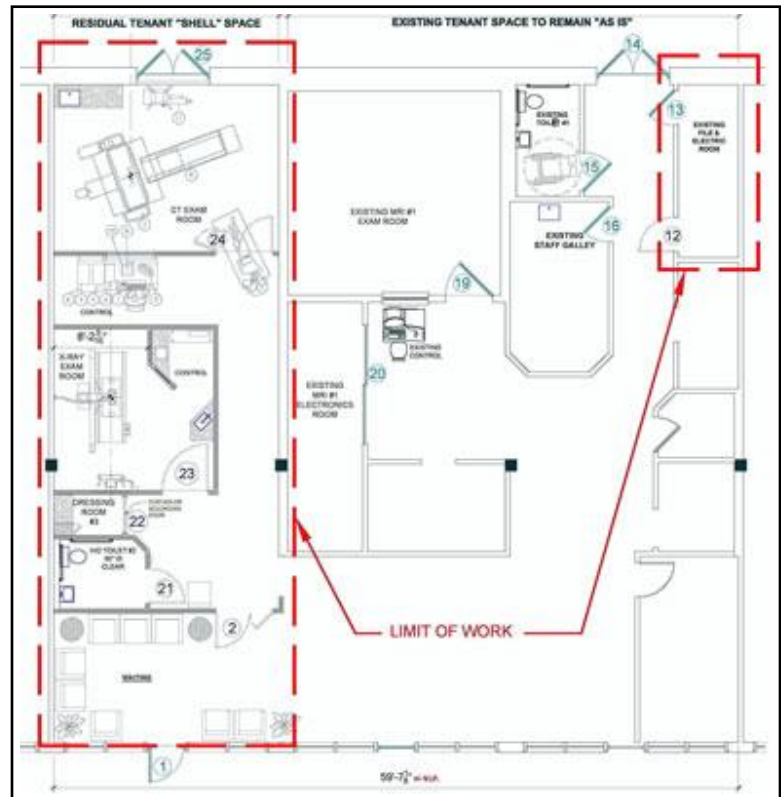 RESIDUAL TENANT "SHELL" SPACE
EXISTING TENANT SPACE TO REMAIN "AS IS"
25
14
13
EXISTING
TOILET #1
EXISTING
FILE &
ELECTRIC
ROOM
15
CT EXAM
ROOM
24
EXISTING MRI #1
EXAM ROOM
16
EXISTING
STAFF GALLEY
12
19
CONTROL
X-RAY
EXAM
ROOM
CONTROL
EXISTING
CONTROL
20
EXISTING
MRI #1
ELECTRONICS
ROOM
23
DRESSING
ROOM
#3
22
CLEAR
21
2
LIMIT OF WORK
WAITING
1